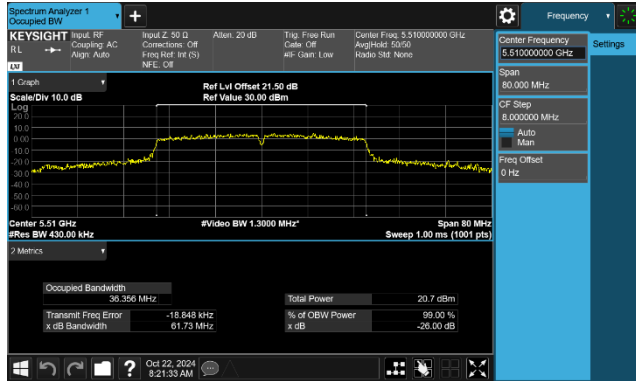 Spectrum Analyzer 1
Occupied BW
Frequency
KEYSIGHT
RL
LXI
Input: RF
Coupling: AC
Align: Auto
Input Z: 50 Ω
Corrections: Off
Freq Ref: Int (S)
NFE: Off
Atten: 20 dB
Trig: Free Run
Gate: Off
#IF Gain: Low
Center Freq: 5.510000000 GHz
Avg|Hold: 50/50
Radio Std: None
Center Frequency
5.510000000 GHz
Settings
Span
80.000 MHz
CF Step
8.000000 MHz
Auto
Man
Freq Offset
0 Hz
1 Graph
Scale/Div 10.0 dB
Ref Lvl Offset 21.50 dB
Ref Value 30.00 dBm
Log
20.0
10.0
0.00
-10.0
-20.0
-30.0
-40.0
-50.0
-60.0
Center 5.51 GHz
#Video BW 1.3000 MHz*
Span 80 MHz
#Res BW 430.00 kHz
Sweep 1.00 ms (1001 pts)
2 Metrics
Occupied Bandwidth
36.356 MHz
Total Power 20.7 dBm
Transmit Freq Error -18.848 kHz
% of OBW Power 99.00 %
x dB Bandwidth 61.73 MHz
x dB -26.00 dB
?
Oct 22, 2024
8:21:33 AM